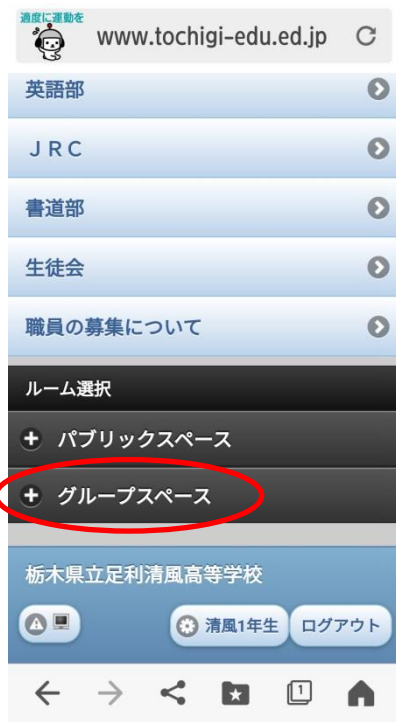 適度に運動を
www.tochigi-edu.ed.jp
英語部
ＪＲＣ
書道部
生徒会
職員の募集について
ルーム選択
パブリックスペース
グループスペース
栃木県立足利清風高等学校
清風1年生 ログアウト
1